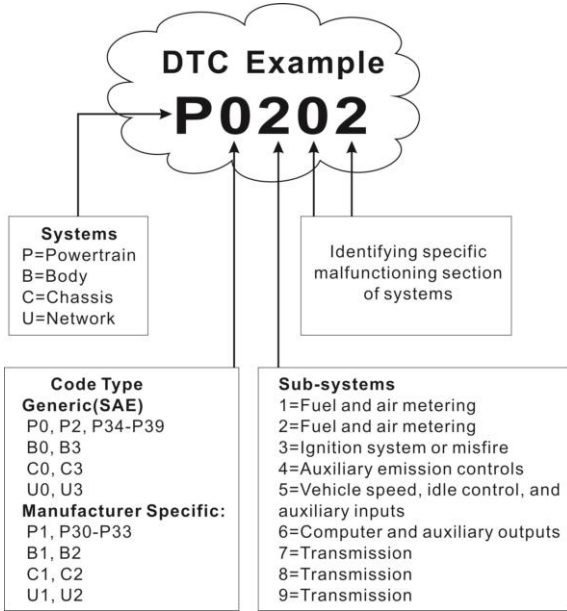 DTC Example
P0202
Systems
P=Powertrain
B=Body
C=Chassis
U=Network
Identifying specific
malfunctioning section
of systems
Code Type
Generic(SAE)
P0, P2, P34-P39
B0, B3
C0, C3
U0, U3
Manufacturer Specific:
P1, P30-P33
B1, B2
C1, C2
U1, U2
Sub-systems
1=Fuel and air metering
2=Fuel and air metering
3=Ignition system or misfire
4=Auxiliary emission controls
5=Vehicle speed, idle control, and
auxiliary inputs
6=Computer and auxiliary outputs
7=Transmission
8=Transmission
9=Transmission